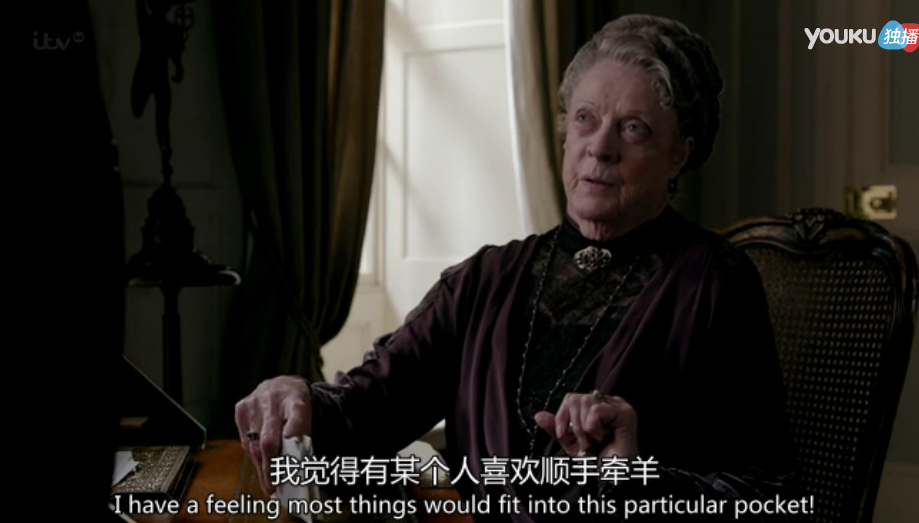 itv
YOUKU 独播
我觉得有某个人喜欢顺手牵羊
I have a feeling most things would fit into this particular pocket!